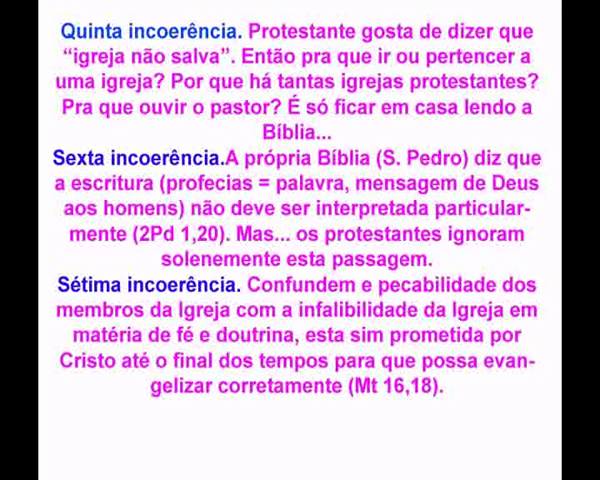 Quinta incoerência. Protestante gosta de dizer que
“igreja não salva”. Então pra que ir ou pertencer a
uma igreja? Por que há tantas igrejas protestantes?
Pra que ouvir o pastor? É só ficar em casa lendo a
Bíblia...
Sexta incoerência.A própria Bíblia (S. Pedro) diz que
a escritura (profecias = palavra, mensagem de Deus
aos homens) não deve ser interpretada particular-
mente (2Pd 1,20). Mas... os protestantes ignoram
solenemente esta passagem.
Sétima incoerência. Confundem e pecabilidade dos
membros da Igreja com a infalibilidade da Igreja em
matéria de fé e doutrina, esta sim prometida por
Cristo até o final dos tempos para que possa evan-
gelizar corretamente (Mt 16,18).